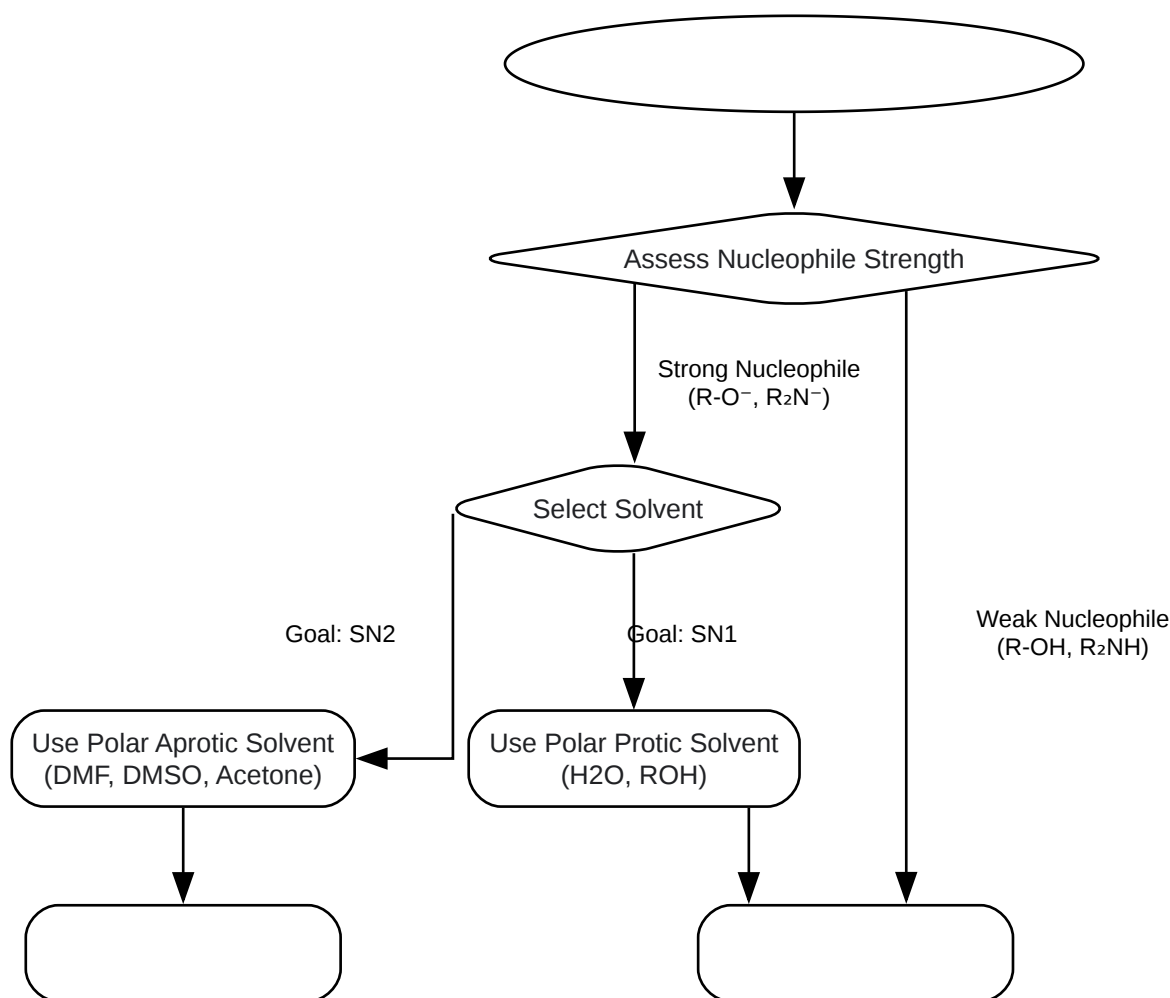 Assess Nucleophile Strength
Strong Nucleophile
(R-O⁻, R₂N⁻)
Select Solvent
Goal: SN2
Goal: SN1
Weak Nucleophile
(R-OH, R₂NH)
Use Polar Aprotic Solvent
(DMF, DMSO, Acetone)
Use Polar Protic Solvent
(H2O, ROH)